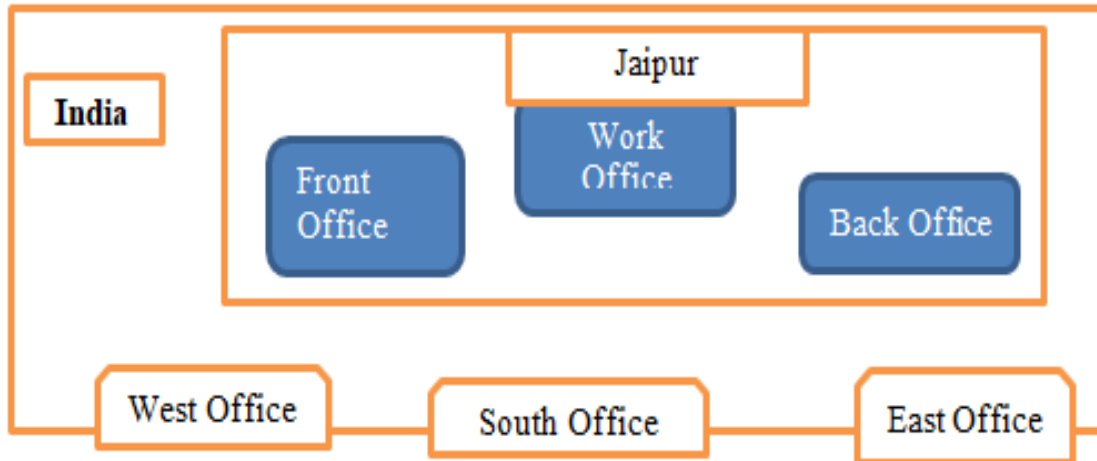 Jaipur
India
Work
Office
Front
Office
Back Office
West Office
South Office
East Office